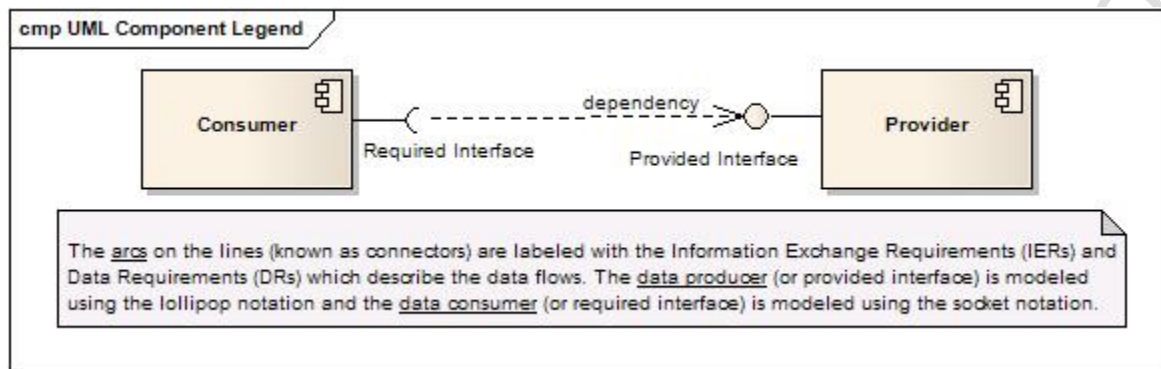 cmp UML Component Legend
Consumer
Required Interface
dependency
Provided Interface
Provider
The arcs on the lines (known as connectors) are labeled with the Information Exchange Requirements (IERs) and
Data Requirements (DRs) which describe the data flows. The data producer (or provided interface) is modeled
using the lollipop notation and the data consumer (or required interface) is modeled using the socket notation.